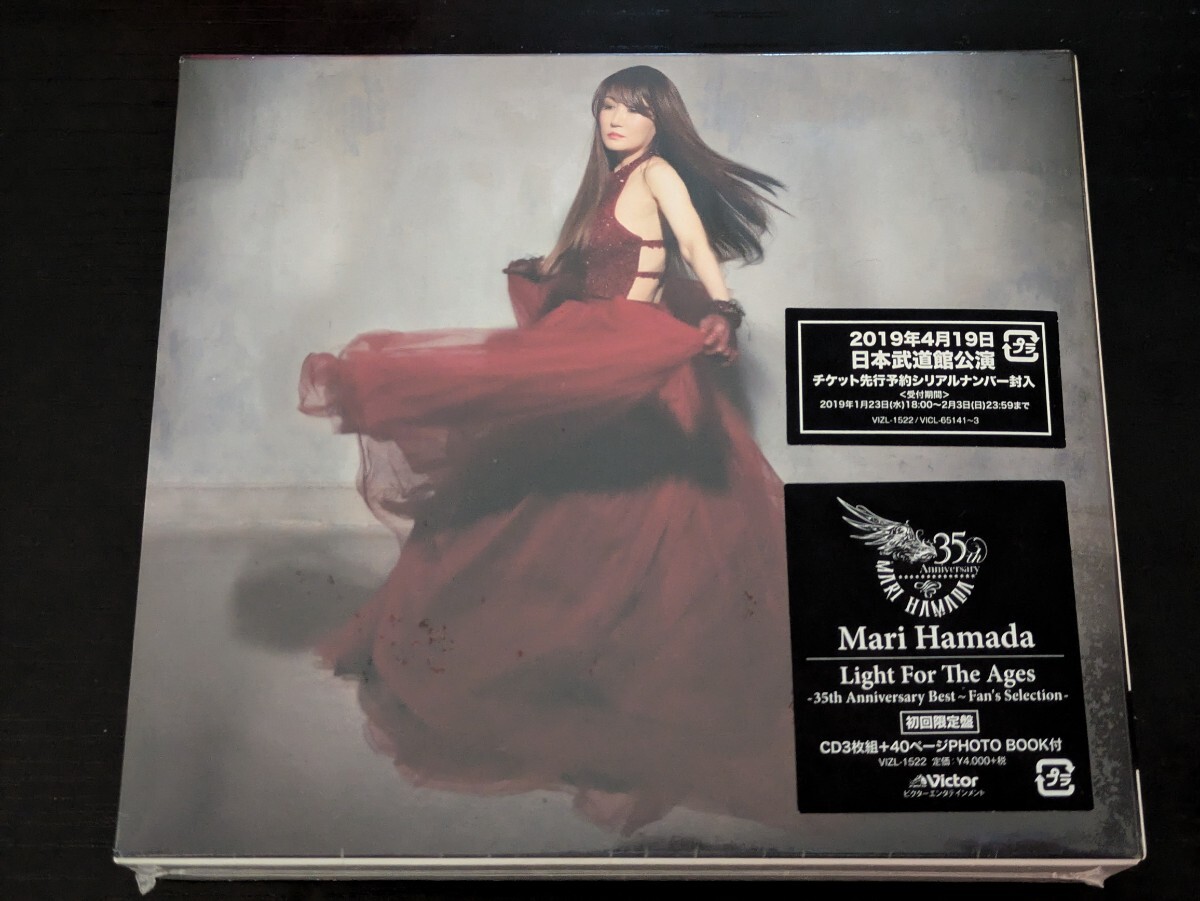 2019年4月19日
日本武道館公演
プラ
チケット先行予約シリアルナンバー封入
<受付期間>
2019年1月23日(水)18:00～2月3日(日)23:59まで
VIZL-1522/VICL-65141～3
35th
Anniversary
MARI HAMADA
Mari Hamada
Light For The Ages
-35th Anniversary Best～Fan's Selection-
初回限定盤
CD3枚組+40ページPHOTO BOOK付
VIZL-1522 定価:¥4,000+税
Victor
ビクターエンタテインメント
プラ